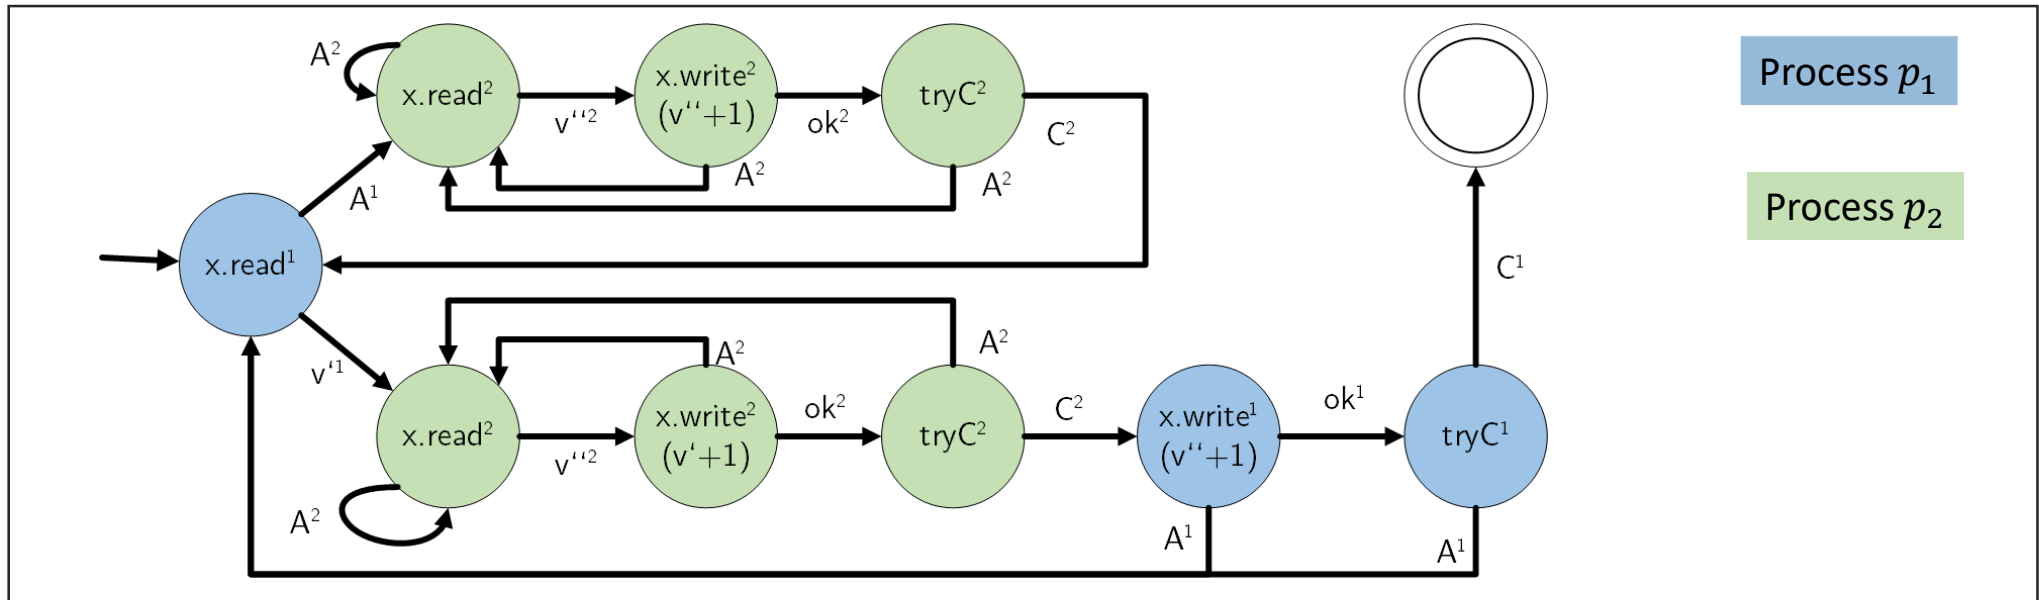 A²
x.read²
v“²
x.write²
(v“+1)
ok²
tryC²
C²
A²
A²
Process p₁
Process p₂
A¹
x.read¹
v‘¹
C¹
A²
A²
x.read²
v“²
x.write²
(v‘+1)
ok²
tryC²
C²
x.write¹
(v“+1)
ok¹
tryC¹
A²
A¹
A¹